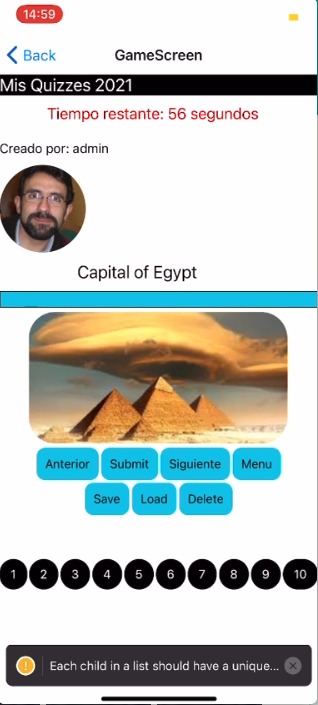 14:59
Back
GameScreen
Mis Quizzes 2021
Tiempo restante: 56 segundos
Creado por: admin
Capital of Egypt
Anterior Submit Siguiente Menu
Save Load Delete
1 2 3 4 5 6 7 8 9 10
! Each child in a list should have a unique...